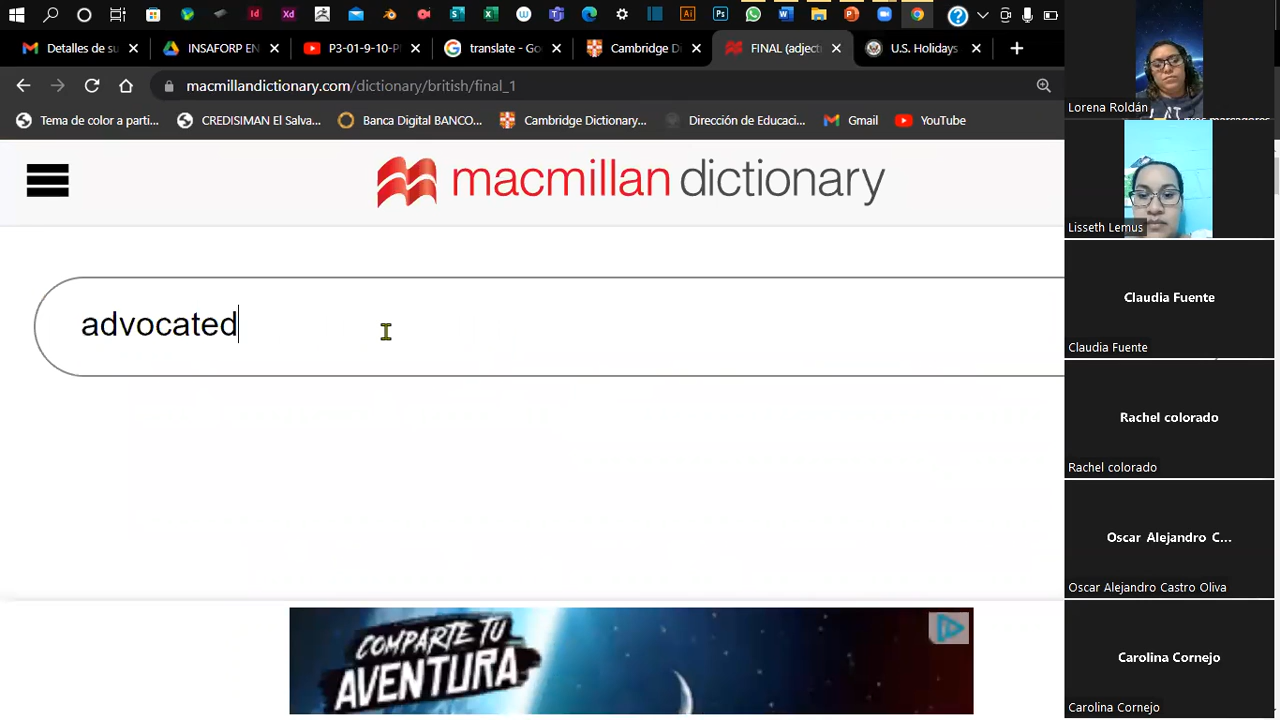 Detalles de su
INSAFORP EN
P3-01-9-10-P
translate - Go
Cambridge D
FINAL (adject
U.S. Holidays
macmillandictionary.com/dictionary/british/final_1
Tema de color a parti...
CREDISIMAN El Salva...
Banca Digital BANCO...
Cambridge Dictionary...
Dirección de Educaci...
Gmail
YouTube
macmillan dictionary
advocated
COMPARTE TU
AVENTURA
Lorena Roldán
Lisseth Lemus
Claudia Fuente
Claudia Fuente
Rachel colorado
Rachel colorado
Oscar Alejandro C...
Oscar Alejandro Castro Oliva
Carolina Cornejo
Carolina Cornejo